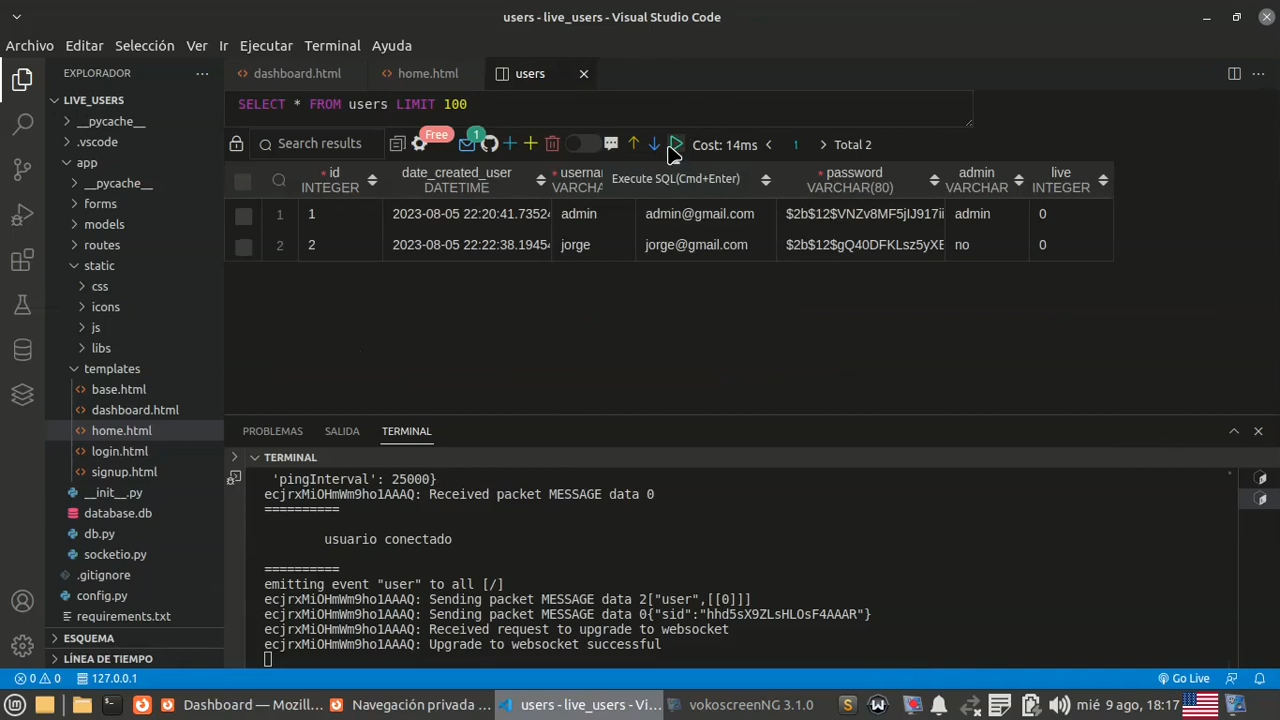 users - live_users - Visual Studio Code
Archivo Editar Selección Ver Ir Ejecutar Terminal Ayuda
EXPLORADOR
dashboard.html
home.html
users
LIVE_USERS
__pycache__
.vscode
app
__pycache__
forms
models
routes
static
css
icons
js
libs
templates
base.html
dashboard.html
home.html
login.html
signup.html
__init__.py
database.db
db.py
socketio.py
.gitignore
config.py
requirements.txt
ESQUEMA
LÍNEA DE TIEMPO
SELECT * FROM users LIMIT 100
Search results
Free
1
Cost: 14ms
1
Total 2
Execute SQL(Cmd+Enter)
* id date_created_user * password admin live
INTEGER DATETIME VARCHAR(80) VARCHAR INTEGER
1 1 2023-08-05 22:20:41.7352 admin admin@gmail.com $2b$12$VNZv8MF5jIJ917ii admin 0
2 2 2023-08-05 22:22:38.1945 jorge jorge@gmail.com $2b$12$gQ40DFKLsz5yXE no 0
PROBLEMAS SALIDA TERMINAL
TERMINAL
'pingInterval': 25000}
ecjrxMiOHmWm9ho1AAAQ: Received packet MESSAGE data 0
==========
usuario conectado
==========
emitting event "user" to all [/]
ecjrxMiOHmWm9ho1AAAQ: Sending packet MESSAGE data 2["user",[[0]]]
ecjrxMiOHmWm9ho1AAAQ: Sending packet MESSAGE data 0{"sid":"hhd5sX9ZLsHLOsF4AAAR"}
ecjrxMiOHmWm9ho1AAAQ: Received request to upgrade to websocket
ecjrxMiOHmWm9ho1AAAQ: Upgrade to websocket successful
0 0 127.0.0.1 Go Live
Dashboard — Mozill...
Navegación privada ...
users - live_users - Vi...
vokoscreenNG 3.1.0
mié 9 ago, 18:17